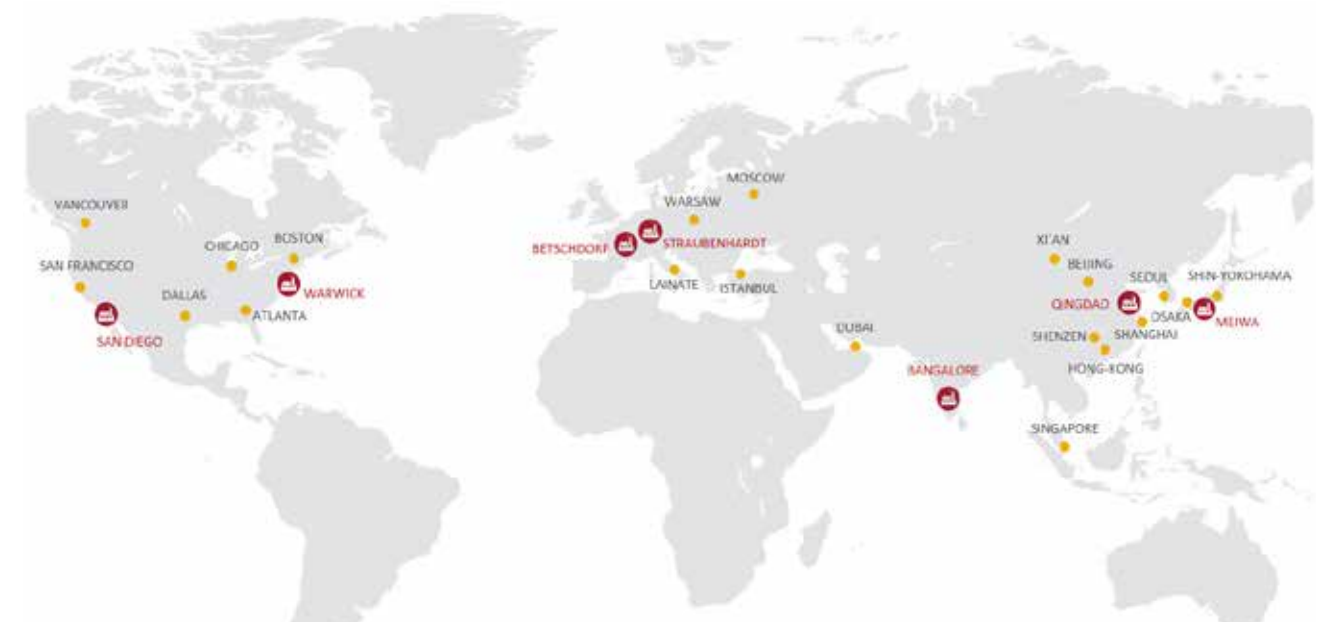 VANCOUVER
SAN FRANCISCO
SAN DIEGO
DALLAS
CHICAGO
BOSTON
WARWICK
ATLANTA
BETSCHDORF
STRAUBENHARDT
WARSAW
MOSCOW
LAINATE
ISTANBUL
DUBAI
BANGALORE
XI'AN
BEIJING
SEOUL
SHIN-YOKOHAMA
QINGDAO
OSAKA
MEIWA
SHENZEN
SHANGHAI
HONG-KONG
SINGAPORE